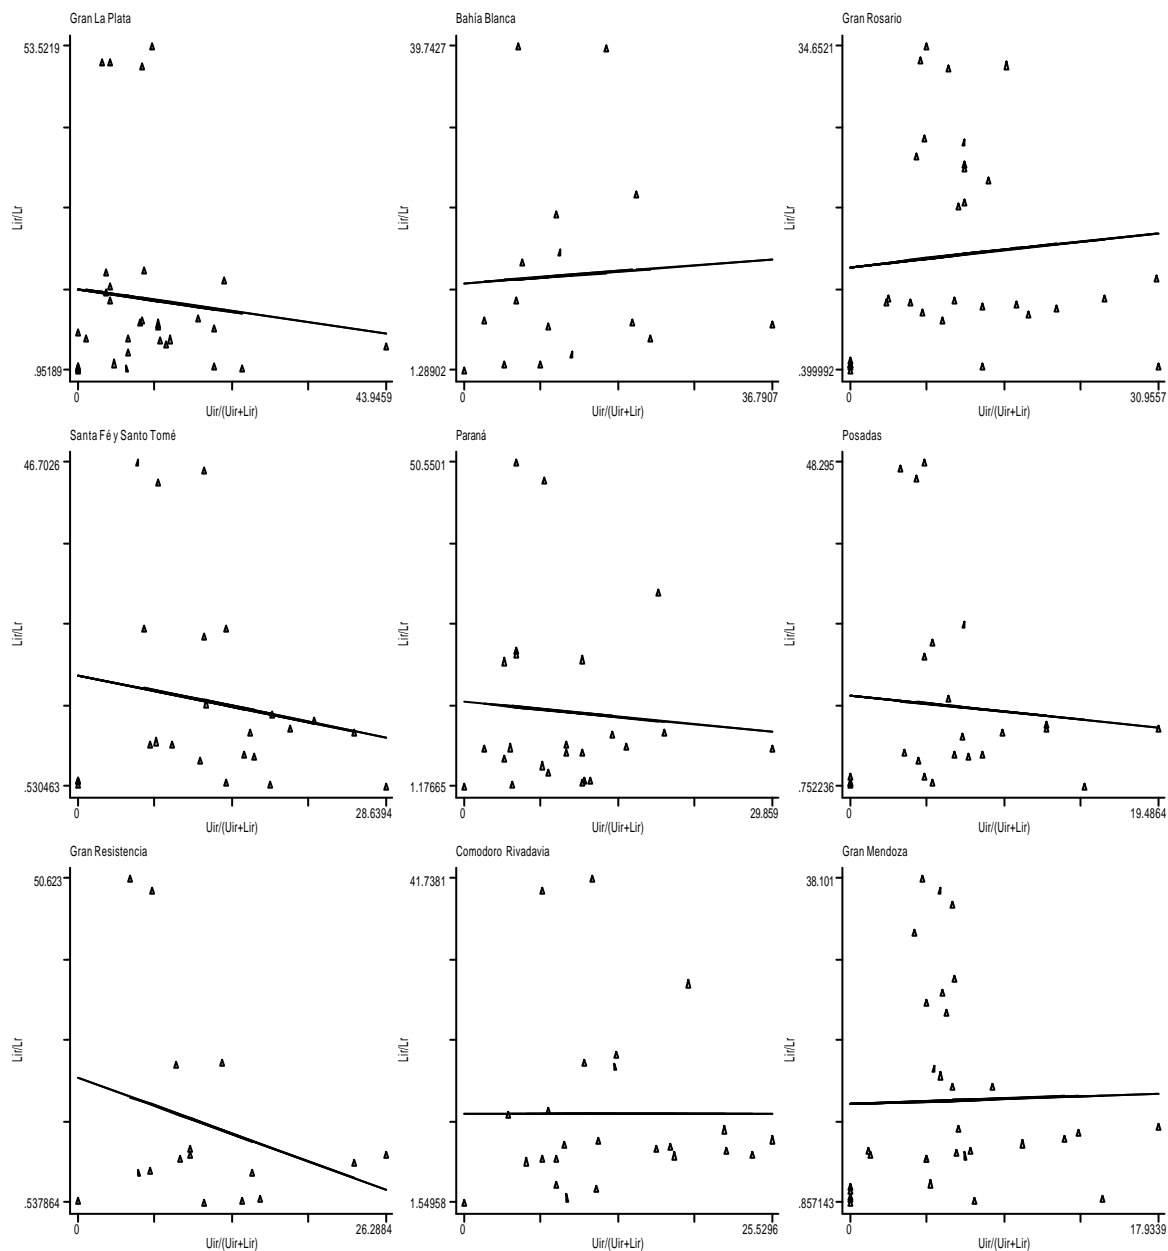 Gran La Plata
53.5219
Lir/Lr
.95189
0
43.9459
Uir/(Uir+Lir)
Bahía Blanca
39.7427
Lir/Lr
1.28902
0
36.7907
Uir/(Uir+Lir)
Gran Rosario
34.6521
Lir/Lr
.399992
0
30.9557
Uir/(Uir+Lir)
Santa Fé y Santo Tomé
46.7026
Lir/Lr
.530463
0
28.6394
Uir/(Uir+Lir)
Paraná
50.5501
Lir/Lr
1.17665
0
29.859
Uir/(Uir+Lir)
Posadas
48.295
Lir/Lr
.752236
0
19.4864
Uir/(Uir+Lir)
Gran Resistencia
50.623
Lir/Lr
.537864
0
26.2884
Uir/(Uir+Lir)
Comodoro Rivadavia
41.7381
Lir/Lr
1.54958
0
25.5296
Uir/(Uir+Lir)
Gran Mendoza
38.101
Lir/Lr
.857143
0
17.9339
Uir/(Uir+Lir)